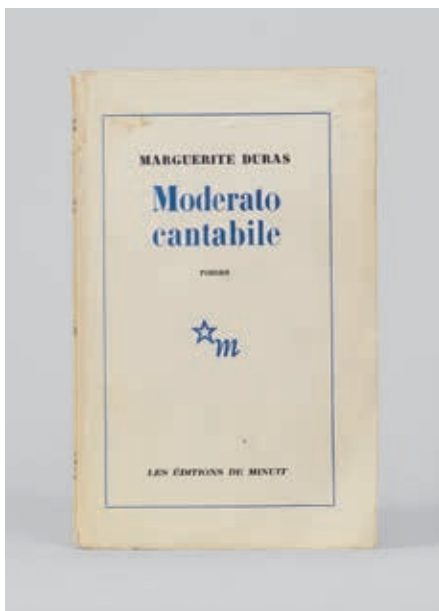 MARGUERITE DURAS
Moderato
cantabile
roman
m
LES ÉDITIONS DE MINUIT